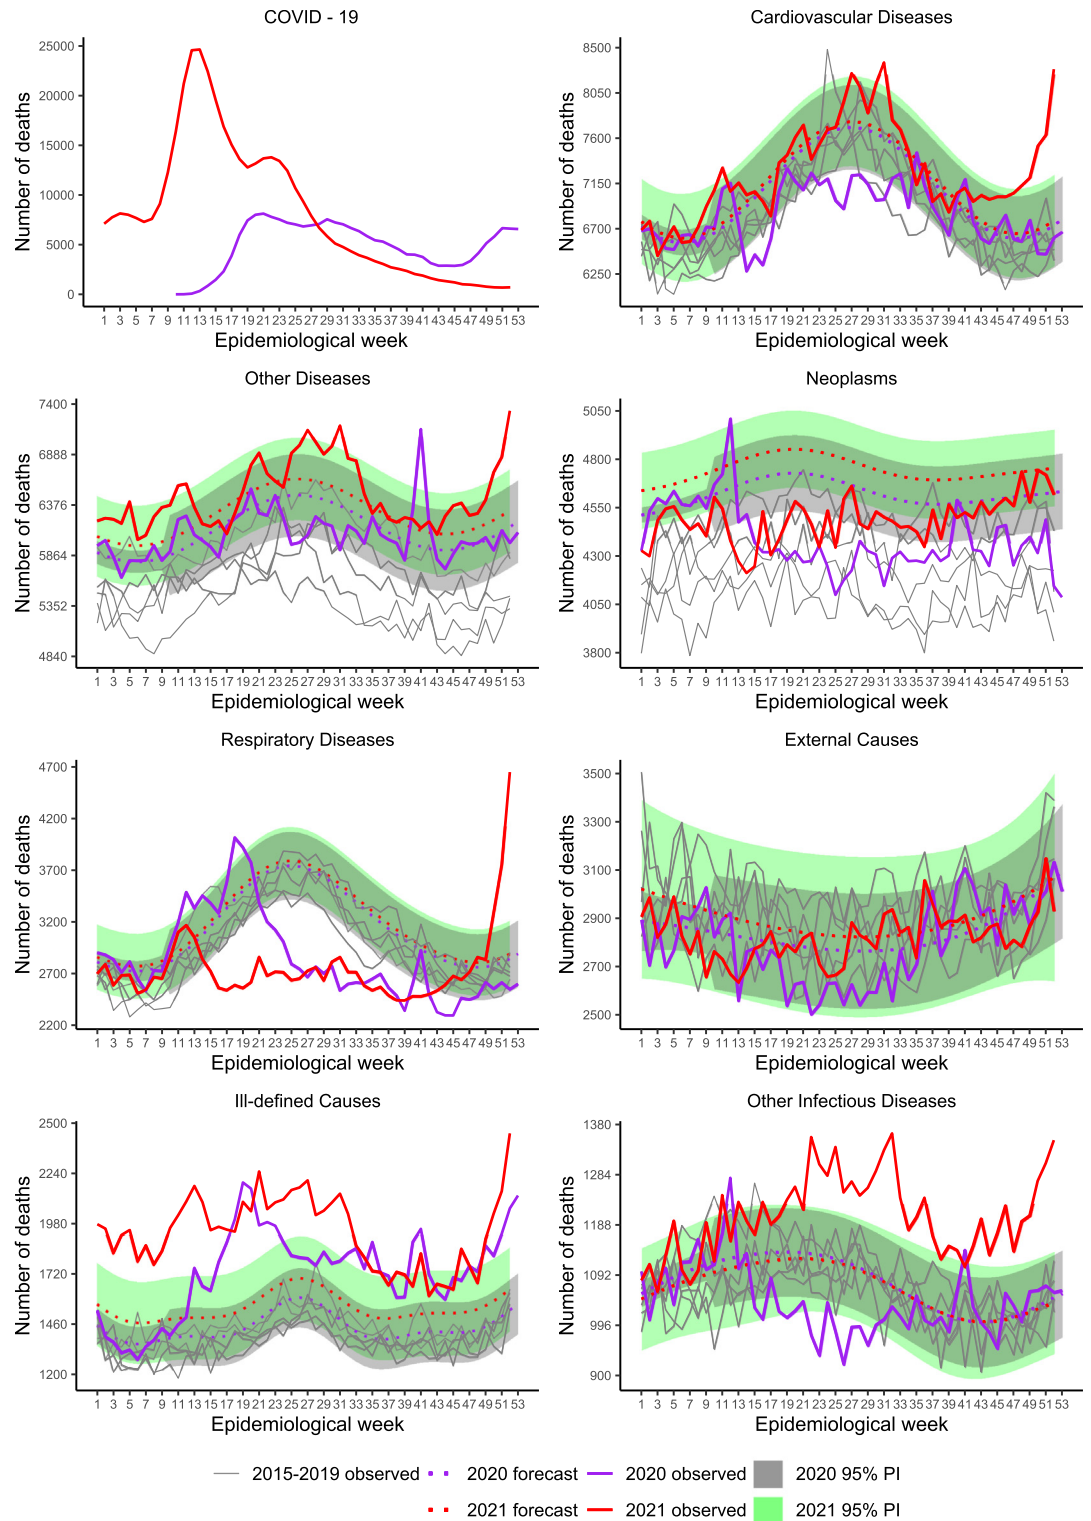 COVID - 19
Number of deaths
25000
20000
15000
10000
5000
0
1 3 5 7 9 11 13 15 17 19 21 23 25 27 29 31 33 35 37 39 41 43 45 47 49 51 53
Epidemiological week
Cardiovascular Diseases
Number of deaths
8500
8050
7600
7150
6700
6250
1 3 5 7 9 11 13 15 17 19 21 23 25 27 29 31 33 35 37 39 41 43 45 47 49 51 53
Epidemiological week
Other Diseases
Number of deaths
7400
6888
6376
5864
5352
4840
1 3 5 7 9 11 13 15 17 19 21 23 25 27 29 31 33 35 37 39 41 43 45 47 49 51 53
Epidemiological week
Neoplasms
Number of deaths
5050
4800
4550
4300
4050
3800
1 3 5 7 9 11 13 15 17 19 21 23 25 27 29 31 33 35 37 39 41 43 45 47 49 51 53
Epidemiological week
Respiratory Diseases
Number of deaths
4700
4200
3700
3200
2700
2200
1 3 5 7 9 11 13 15 17 19 21 23 25 27 29 31 33 35 37 39 41 43 45 47 49 51 53
Epidemiological week
External Causes
Number of deaths
3500
3300
3100
2900
2700
2500
1 3 5 7 9 11 13 15 17 19 21 23 25 27 29 31 33 35 37 39 41 43 45 47 49 51 53
Epidemiological week
Ill-defined Causes
Number of deaths
2500
2240
1980
1720
1460
1200
1 3 5 7 9 11 13 15 17 19 21 23 25 27 29 31 33 35 37 39 41 43 45 47 49 51 53
Epidemiological week
Other Infectious Diseases
Number of deaths
1380
1284
1188
1092
996
900
1 3 5 7 9 11 13 15 17 19 21 23 25 27 29 31 33 35 37 39 41 43 45 47 49 51 53
Epidemiological week
2015-2019 observed 2020 forecast 2020 observed 2020 95% PI
2021 forecast 2021 observed 2021 95% PI